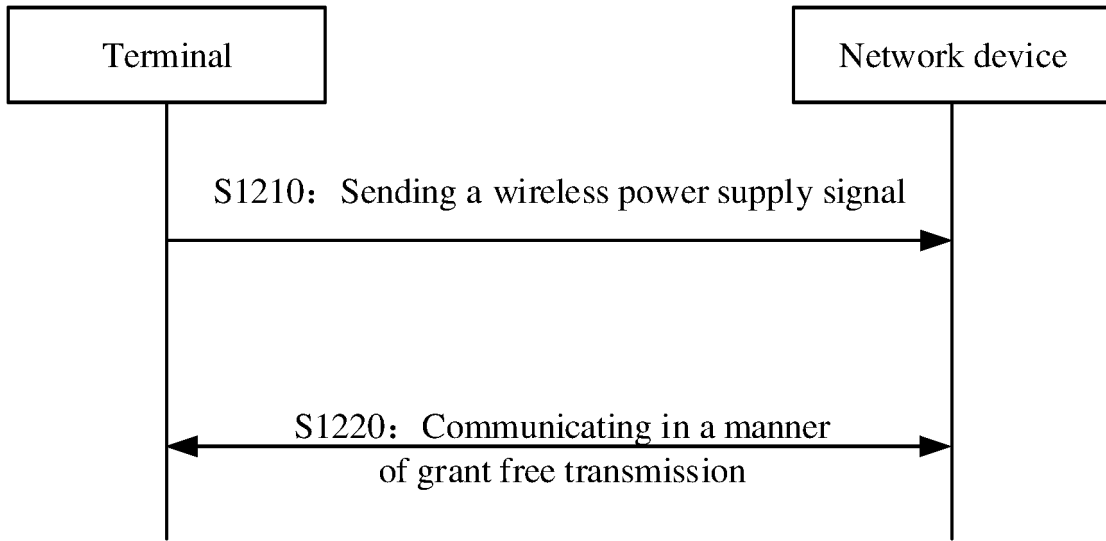 Terminal
Network device
S1210：Sending a wireless power supply signal
S1220：Communicating in a manner
of grant free transmission